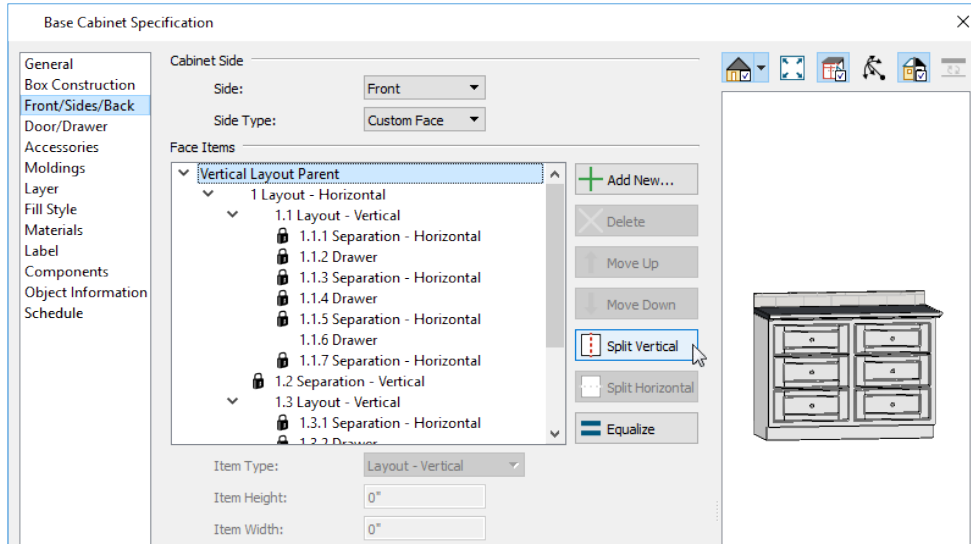 Base Cabinet Specification
General
Box Construction
Front/Sides/Back
Door/Drawer
Accessories
Moldings
Layer
Fill Style
Materials
Label
Components
Object Information
Schedule
Cabinet Side
Side: Front
Side Type: Custom Face
Face Items
Vertical Layout Parent
1 Layout - Horizontal
1.1 Layout - Vertical
1.1.1 Separation - Horizontal
1.1.2 Drawer
1.1.3 Separation - Horizontal
1.1.4 Drawer
1.1.5 Separation - Horizontal
1.1.6 Drawer
1.1.7 Separation - Horizontal
1.2 Separation - Vertical
1.3 Layout - Vertical
1.3.1 Separation - Horizontal
1.3.2 Drawer
Add New...
Delete
Move Up
Move Down
Split Vertical
Split Horizontal
Equalize
Item Type: Layout - Vertical
Item Height: 0"
Item Width: 0"